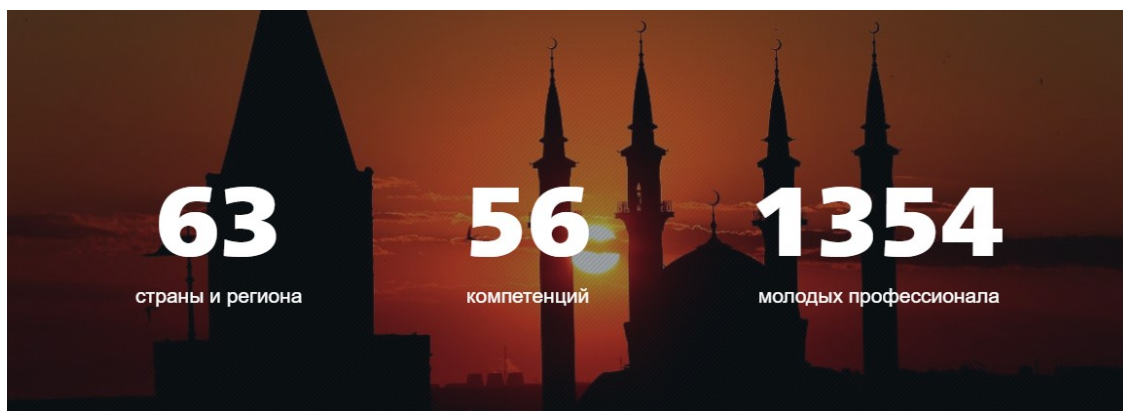 63 56 1354
страны и региона компетенций молодых профессионала